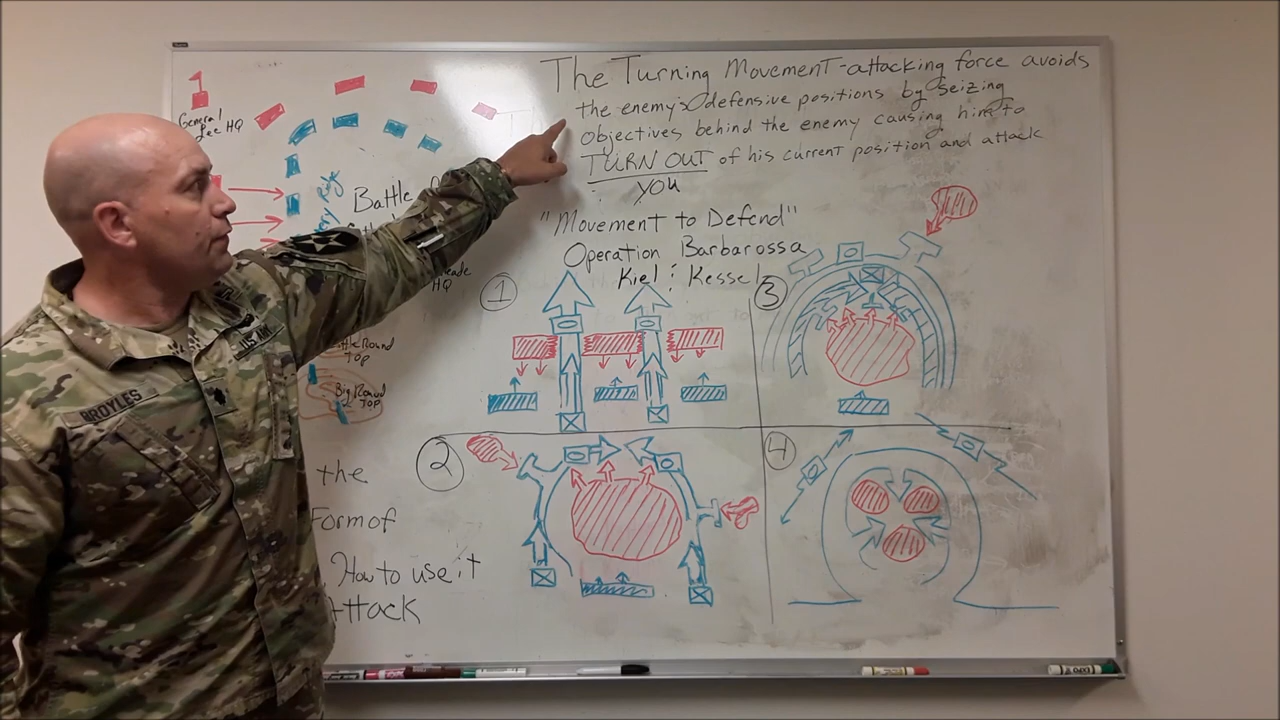 The Turning Movement-attacking force avoids
the enemy's defensive positions by seizing
objectives behind the enemy causing him to
TURN OUT of his current position and attack
you
"Movement to Defend"
Operation Barbarossa
Kiel : Kessel
General
Lee HQ
Battle
HQ
Little Round
Top
Big Round
Top
the
Form of
How to use it
Attack
1
2
3
4
BROYLES
U.S. ARMY
EXPO